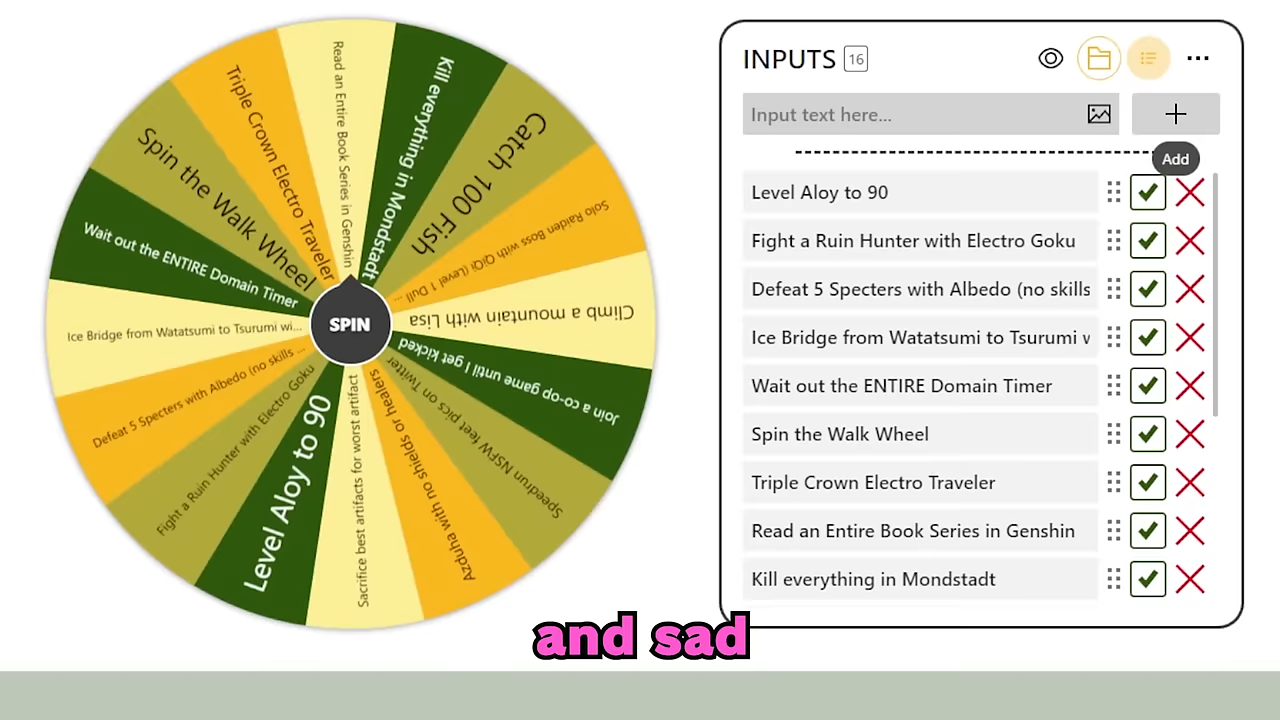 Read an Entire Book Series in Genshin
Kill everything in Mondstadt
Catch 100 Fish
Solo Raiden Boss with QiQi (Level 1 Dull ...
Climb a mountain with Lisa
Join a co-op game until I get kicked
Speedrun NSFW feet pics on Twitter
Azduha with no shields or healers
Sacrifice best artifacts for worst artifact
Level Aloy to 90
Fight a Ruin Hunter with Electro Goku
Defeat 5 Specters with Albedo (no skills ...
Ice Bridge from Watatsumi to Tsurumi wi...
Wait out the ENTIRE Domain Timer
Spin the Walk Wheel
Triple Crown Electro Traveler
SPIN
INPUTS 16
Input text here...
Add
Level Aloy to 90
Fight a Ruin Hunter with Electro Goku
Defeat 5 Specters with Albedo (no skills
Ice Bridge from Watatsumi to Tsurumi w
Wait out the ENTIRE Domain Timer
Spin the Walk Wheel
Triple Crown Electro Traveler
Read an Entire Book Series in Genshin
Kill everything in Mondstadt
and sad